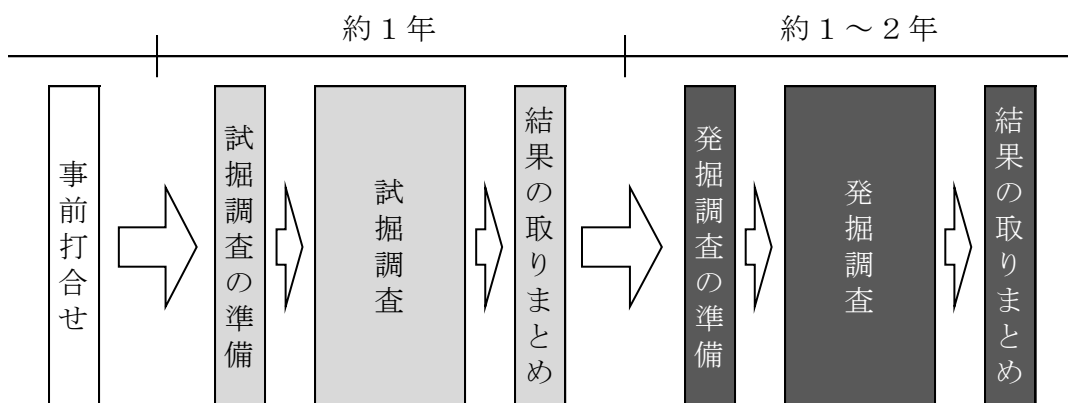 約１年
約１～２年
事前打合せ
試掘調査の準備
試掘調査
結果の取りまとめ
発掘調査の準備
発掘調査
結果の取りまとめ